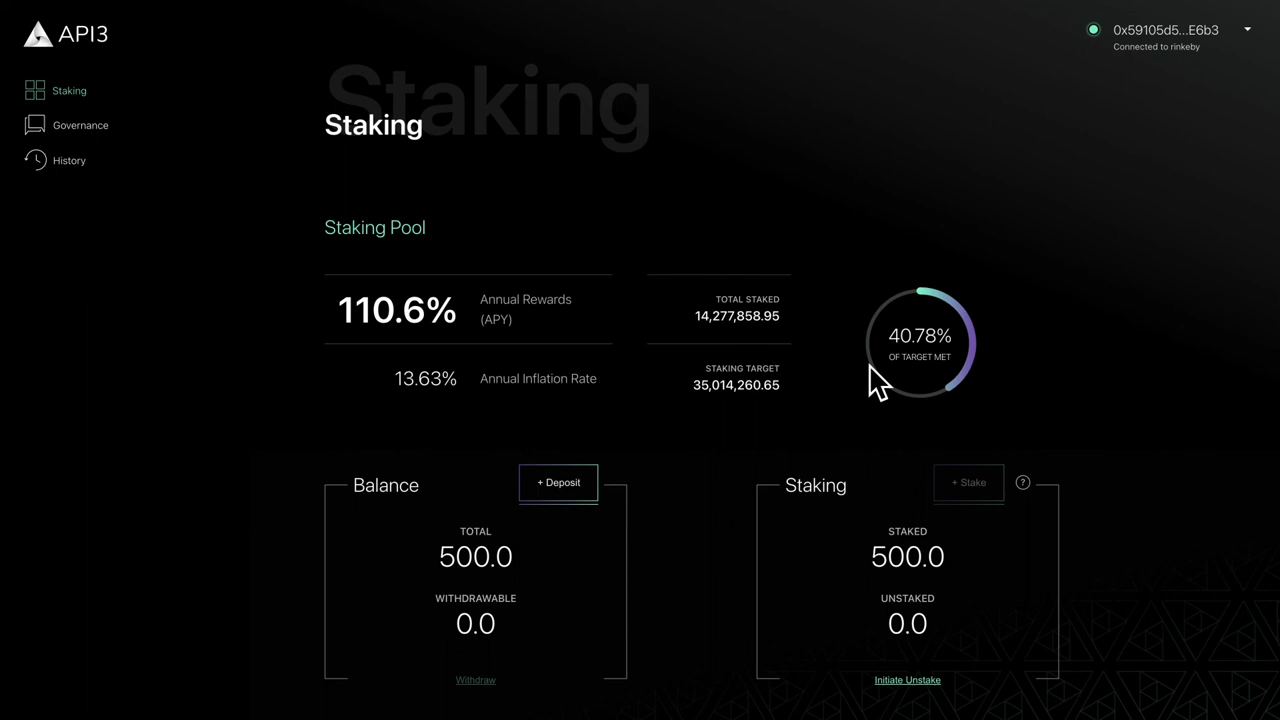 API3
0x59105d5...E6b3
Connected to rinkeby
Staking
Governance
History
Staking
Staking
Staking Pool
110.6%
Annual Rewards
(APY)
13.63%
Annual Inflation Rate
TOTAL STAKED
14,277,858.95
STAKING TARGET
35,014,260.65
40.78%
OF TARGET MET
Balance
+ Deposit
TOTAL
500.0
WITHDRAWABLE
0.0
Withdraw
Staking
+ Stake
?
STAKED
500.0
UNSTAKED
0.0
Initiate Unstake